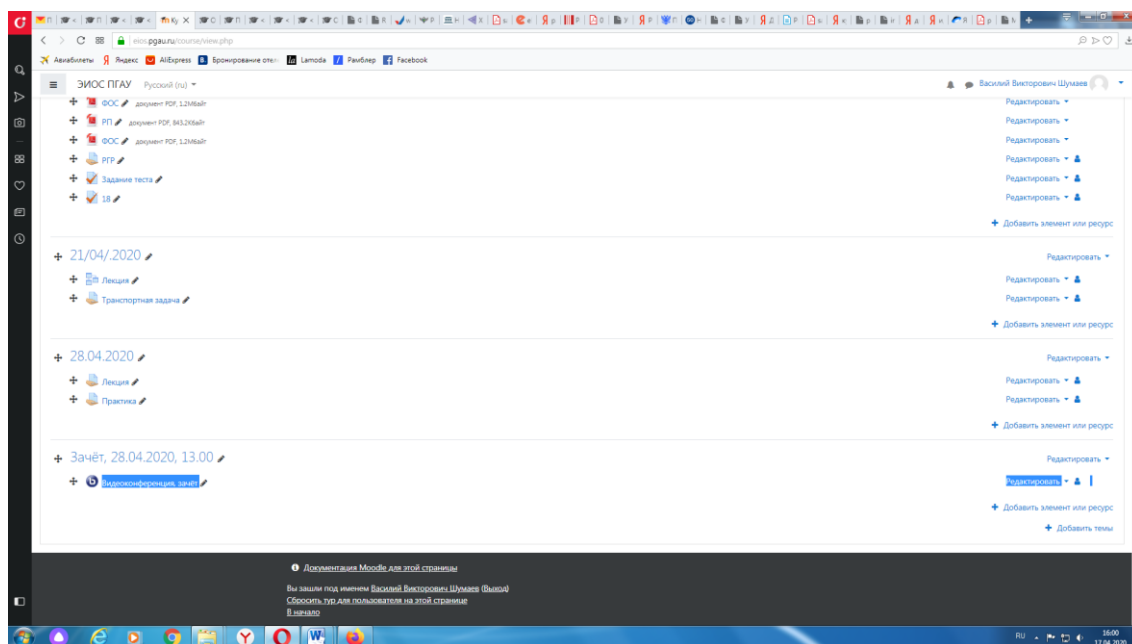 eios.pgau.ru/course/view.php
Авиабилеты Яндекс AliExpress Бронирование отел Lamoda Рамблер Facebook
ЭИОС ПГАУ Русский (ru)
Василий Викторович Шумаев
ФОС документ PDF, 1.2Мбайт Редактировать
РП документ PDF, 843.2Кбайт Редактировать
ФОС документ PDF, 1.2Мбайт Редактировать
РГР Редактировать
Задание теста Редактировать
18 Редактировать
Добавить элемент или ресурс
21/04/.2020 Редактировать
Лекция Редактировать
Транспортная задача Редактировать
Добавить элемент или ресурс
28.04.2020 Редактировать
Лекция Редактировать
Практика Редактировать
Добавить элемент или ресурс
Зачёт, 28.04.2020, 13.00 Редактировать
Видеоконференция, зачёт Редактировать
Добавить элемент или ресурс
Добавить темы
Документация Moodle для этой страницы
Вы зашли под именем Василий Викторович Шумаев (Выход)
Сбросить тур для пользователя на этой странице
В начало
RU 16:00
17.04.2020